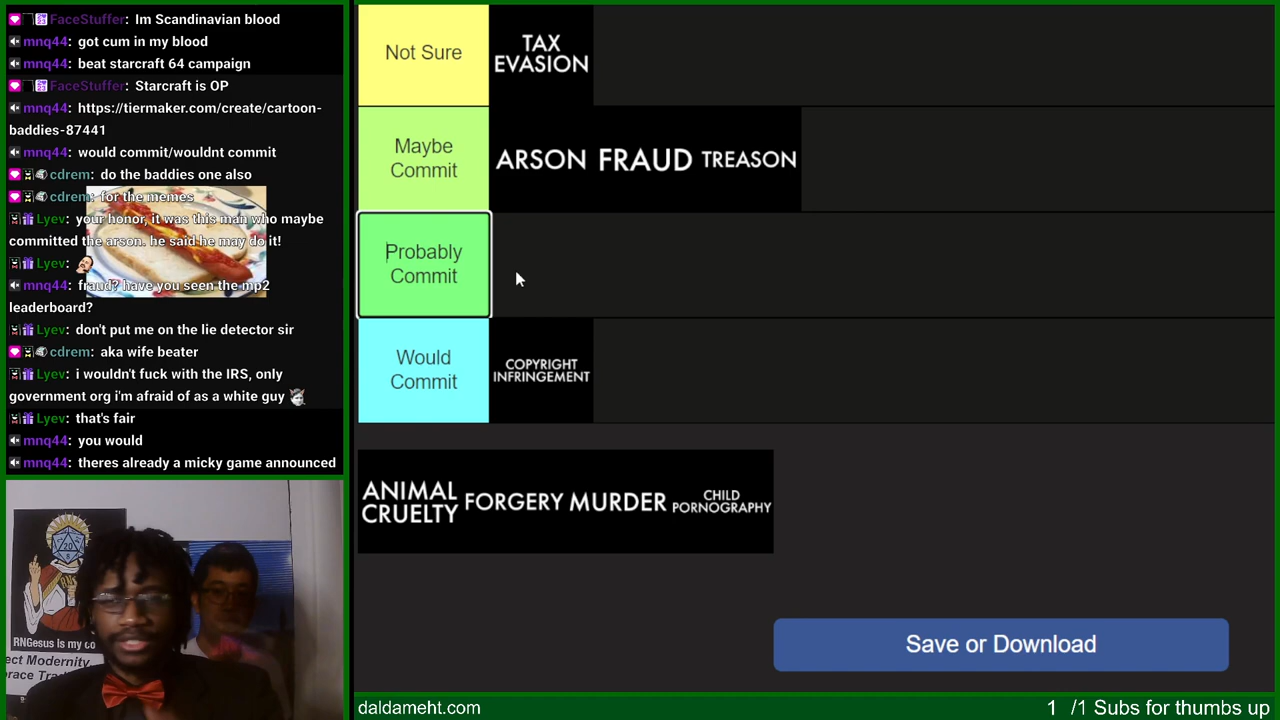 FaceStuffer: Im Scandinavian blood
mnq44: got cum in my blood
mnq44: beat starcraft 64 campaign
FaceStuffer: Starcraft is OP
mnq44: https://tiermaker.com/create/cartoon-
baddies-87441
mnq44: would commit/wouldnt commit
cdrem: do the baddies one also
cdrem: for the memes
Lyev: your honor, it was this man who maybe
committed the arson. he said he may do it!
Lyev:
mnq44: fraud? have you seen the mp2
leaderboard?
Lyev: don't put me on the lie detector sir
cdrem: aka wife beater
Lyev: i wouldn't fuck with the IRS, only
government org i'm afraid of as a white guy
Lyev: that's fair
mnq44: you would
mnq44: theres already a micky game announced
Not Sure
TAX
EVASION
Maybe
Commit
ARSON FRAUD TREASON
Probably
Commit
Would
Commit
COPYRIGHT
INFRINGEMENT
ANIMAL
CRUELTY
FORGERY
MURDER
CHILD
PORNOGRAPHY
Save or Download
20
RNGesus is my co
ect Modernity
brace Trad
daldameht.com
1 /1 Subs for thumbs up